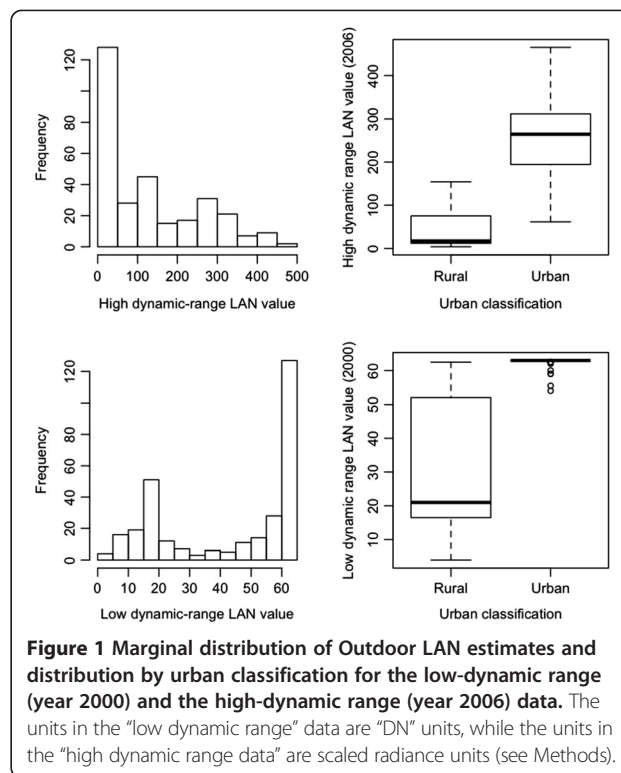 120
80
60
40
20
0
Frequency
0 100 200 300 400 500
High dynamic-range LAN value
High dynamic range LAN value (2006)
400
300
200
100
0
Rural Urban
Urban classification
120
80
60
40
20
0
Frequency
0 10 20 30 40 50 60
Low dynamic-range LAN value
Low dynamic range LAN value (2000)
60
50
40
30
20
10
Rural Urban
Urban classification
Figure 1 Marginal distribution of Outdoor LAN estimates and
distribution by urban classification for the low-dynamic range
(year 2000) and the high-dynamic range (year 2006) data. The
units in the “low dynamic range” data are “DN” units, while the units in
the “high dynamic range data” are scaled radiance units (see Methods).